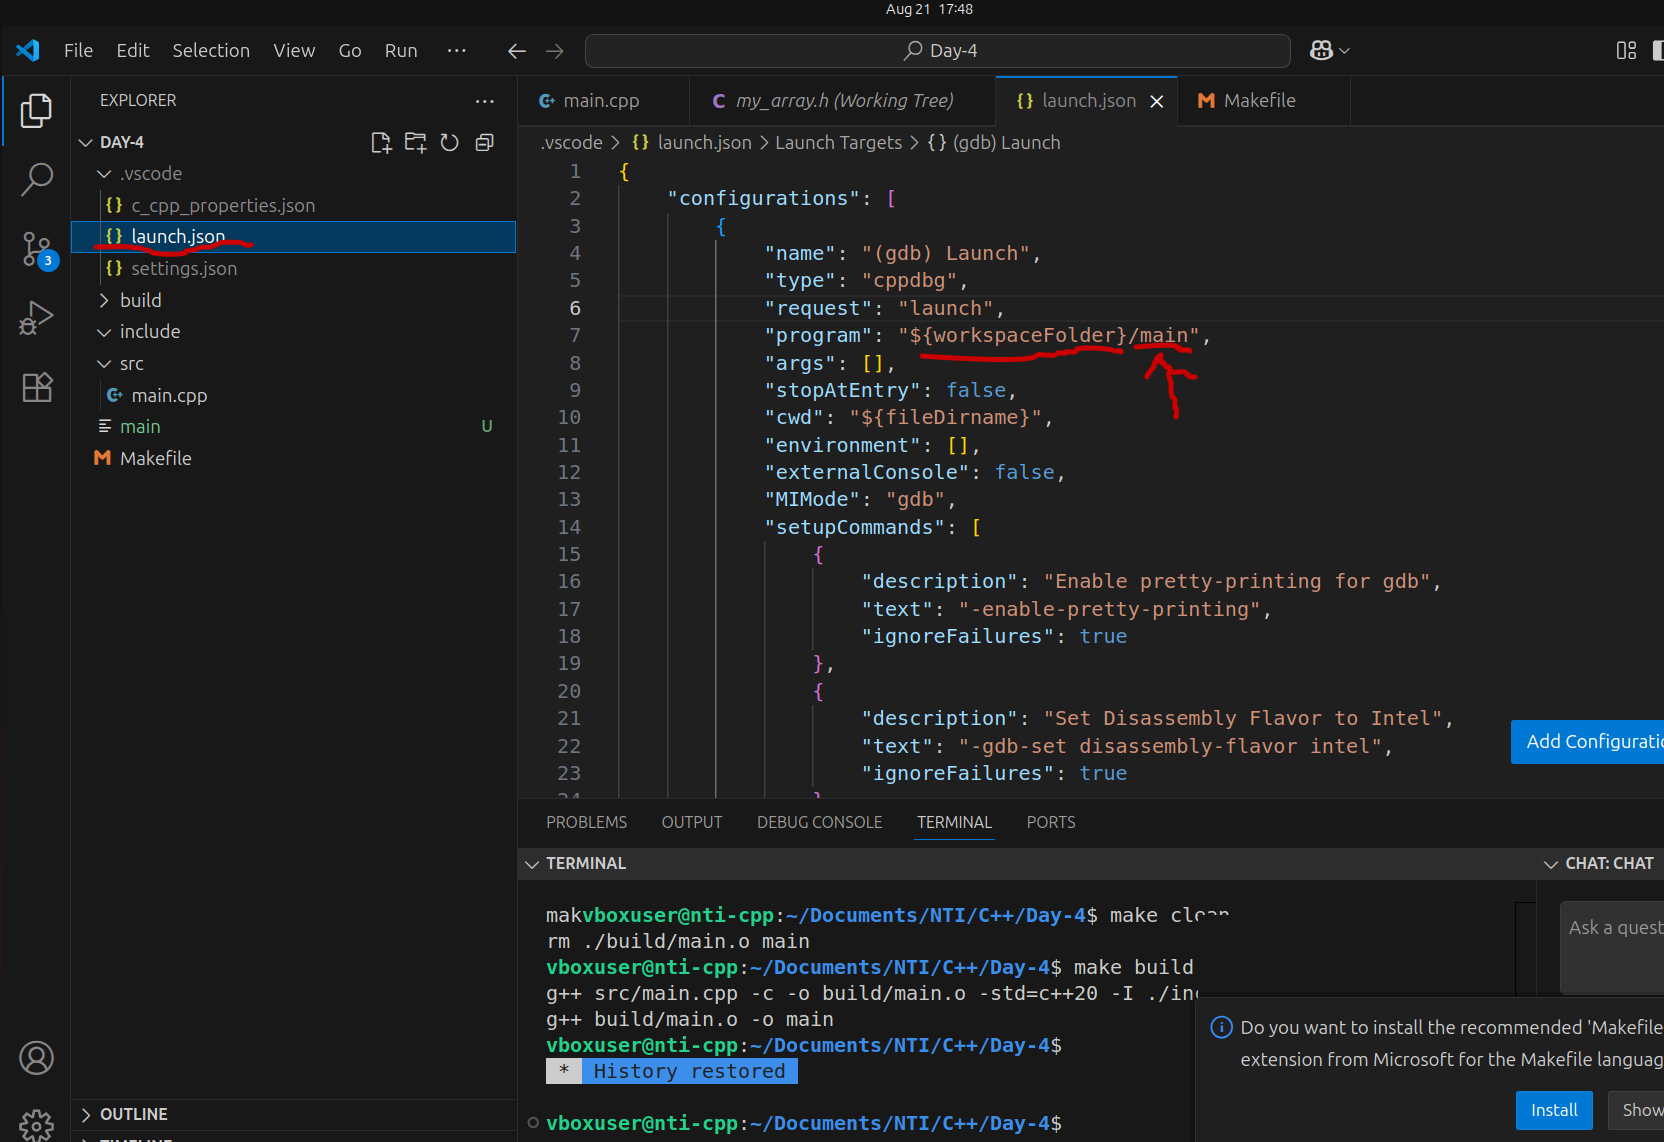 Aug 21 17:48
File Edit Selection View Go Run ···
Day-4
EXPLORER ···
DAY-4
.vscode
c_cpp_properties.json
launch.json
settings.json
build
include
src
main.cpp
main U
Makefile
3
OUTLINE
TIMELINE
main.cpp my_array.h (Working Tree) launch.json Makefile
.vscode > {} launch.json > Launch Targets > {} (gdb) Launch
1 {
2 "configurations": [
3 {
4 "name": "(gdb) Launch",
5 "type": "cppdbg",
6 "request": "launch",
7 "program": "${workspaceFolder}/main",
8 "args": [],
9 "stopAtEntry": false,
10 "cwd": "${fileDirname}",
11 "environment": [],
12 "externalConsole": false,
13 "MIMode": "gdb",
14 "setupCommands": [
15 {
16 "description": "Enable pretty-printing for gdb",
17 "text": "-enable-pretty-printing",
18 "ignoreFailures": true
19 },
20 {
21 "description": "Set Disassembly Flavor to Intel",
22 "text": "-gdb-set disassembly-flavor intel",
23 "ignoreFailures": true
24 }
Add Configuratio
PROBLEMS OUTPUT DEBUG CONSOLE TERMINAL PORTS
TERMINAL
makvboxuser@nti-cpp:~/Documents/NTI/C++/Day-4$ make clean
rm ./build/main.o main
vboxuser@nti-cpp:~/Documents/NTI/C++/Day-4$ make build
g++ src/main.cpp -c -o build/main.o -std=c++20 -I ./inc
g++ build/main.o -o main
vboxuser@nti-cpp:~/Documents/NTI/C++/Day-4$
* History restored
vboxuser@nti-cpp:~/Documents/NTI/C++/Day-4$
CHAT: CHAT
Ask a quest
Do you want to install the recommended 'Makefile
extension from Microsoft for the Makefile languag
Install Show